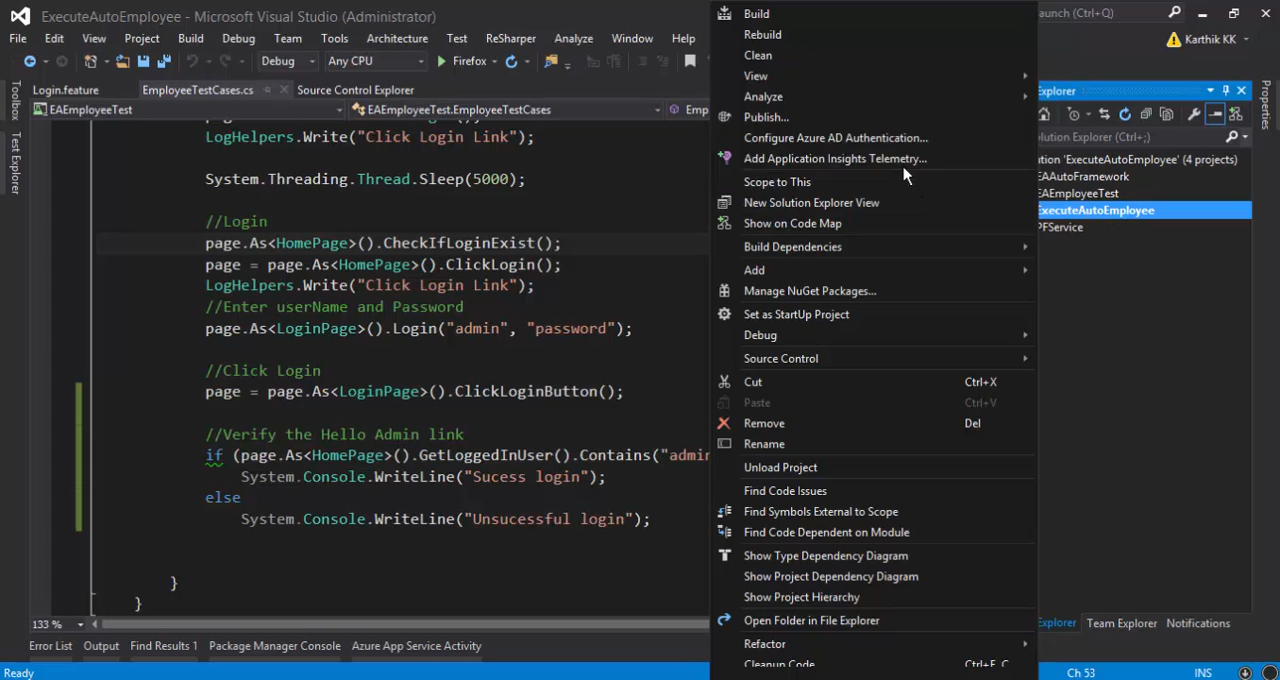 ExecuteAutoEmployee - Microsoft Visual Studio (Administrator)
aunch (Ctrl+Q)
File Edit View Project Build Debug Team Tools Architecture Test ReSharper Analyze Window Help
Karthik KK
Debug Any CPU Firefox
Toolbox
Test Explorer
Login.feature EmployeeTestCases.cs Source Control Explorer
EAEmployeeTest EAEmployeeTest.EmployeeTestCases Emp
LogHelpers.Write("Click Login Link");
System.Threading.Thread.Sleep(5000);
//Login
page.As<HomePage>().CheckIfLoginExist();
page = page.As<HomePage>().ClickLogin();
LogHelpers.Write("Click Login Link");
//Enter userName and Password
page.As<LoginPage>().Login("admin", "password");
//Click Login
page = page.As<LoginPage>().ClickLoginButton();
//Verify the Hello Admin link
if (page.As<HomePage>().GetLoggedInUser().Contains("admin
System.Console.WriteLine("Sucess login");
else
System.Console.WriteLine("Unsucessful login");
}
}
133 %
Error List Output Find Results 1 Package Manager Console Azure App Service Activity
Ready
Build
Rebuild
Clean
View
Analyze
Publish...
Configure Azure AD Authentication...
Add Application Insights Telemetry...
Scope to This
New Solution Explorer View
Show on Code Map
Build Dependencies
Add
Manage NuGet Packages...
Set as StartUp Project
Debug
Source Control
Cut Ctrl+X
Paste Ctrl+V
Remove Del
Rename
Unload Project
Find Code Issues
Find Symbols External to Scope
Find Code Dependent on Module
Show Type Dependency Diagram
Show Project Dependency Diagram
Show Project Hierarchy
Open Folder in File Explorer
Refactor
Cleanup Code Ctrl+E, C
Explorer
olution Explorer (Ctrl+;)
ution 'ExecuteAutoEmployee' (4 projects)
EAAutoFramework
EAEmployeeTest
ExecuteAutoEmployee
PFService
Explorer Team Explorer Notifications
Properties
Ch 53 INS